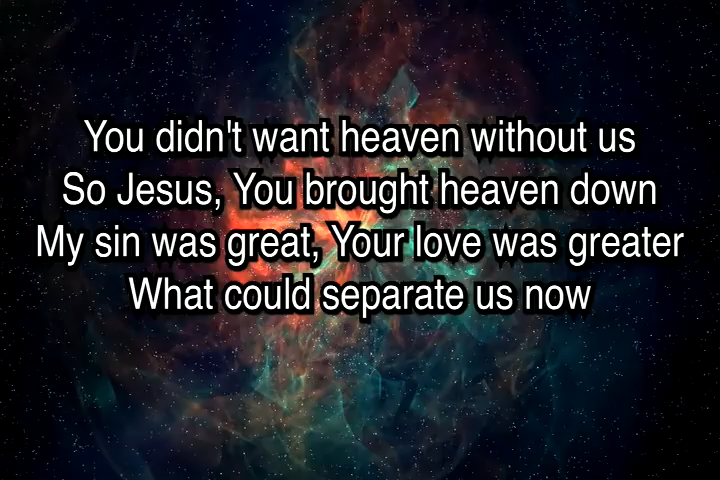 You didn't want heaven without us
So Jesus, You brought heaven down
My sin was great, Your love was greater
What could separate us now